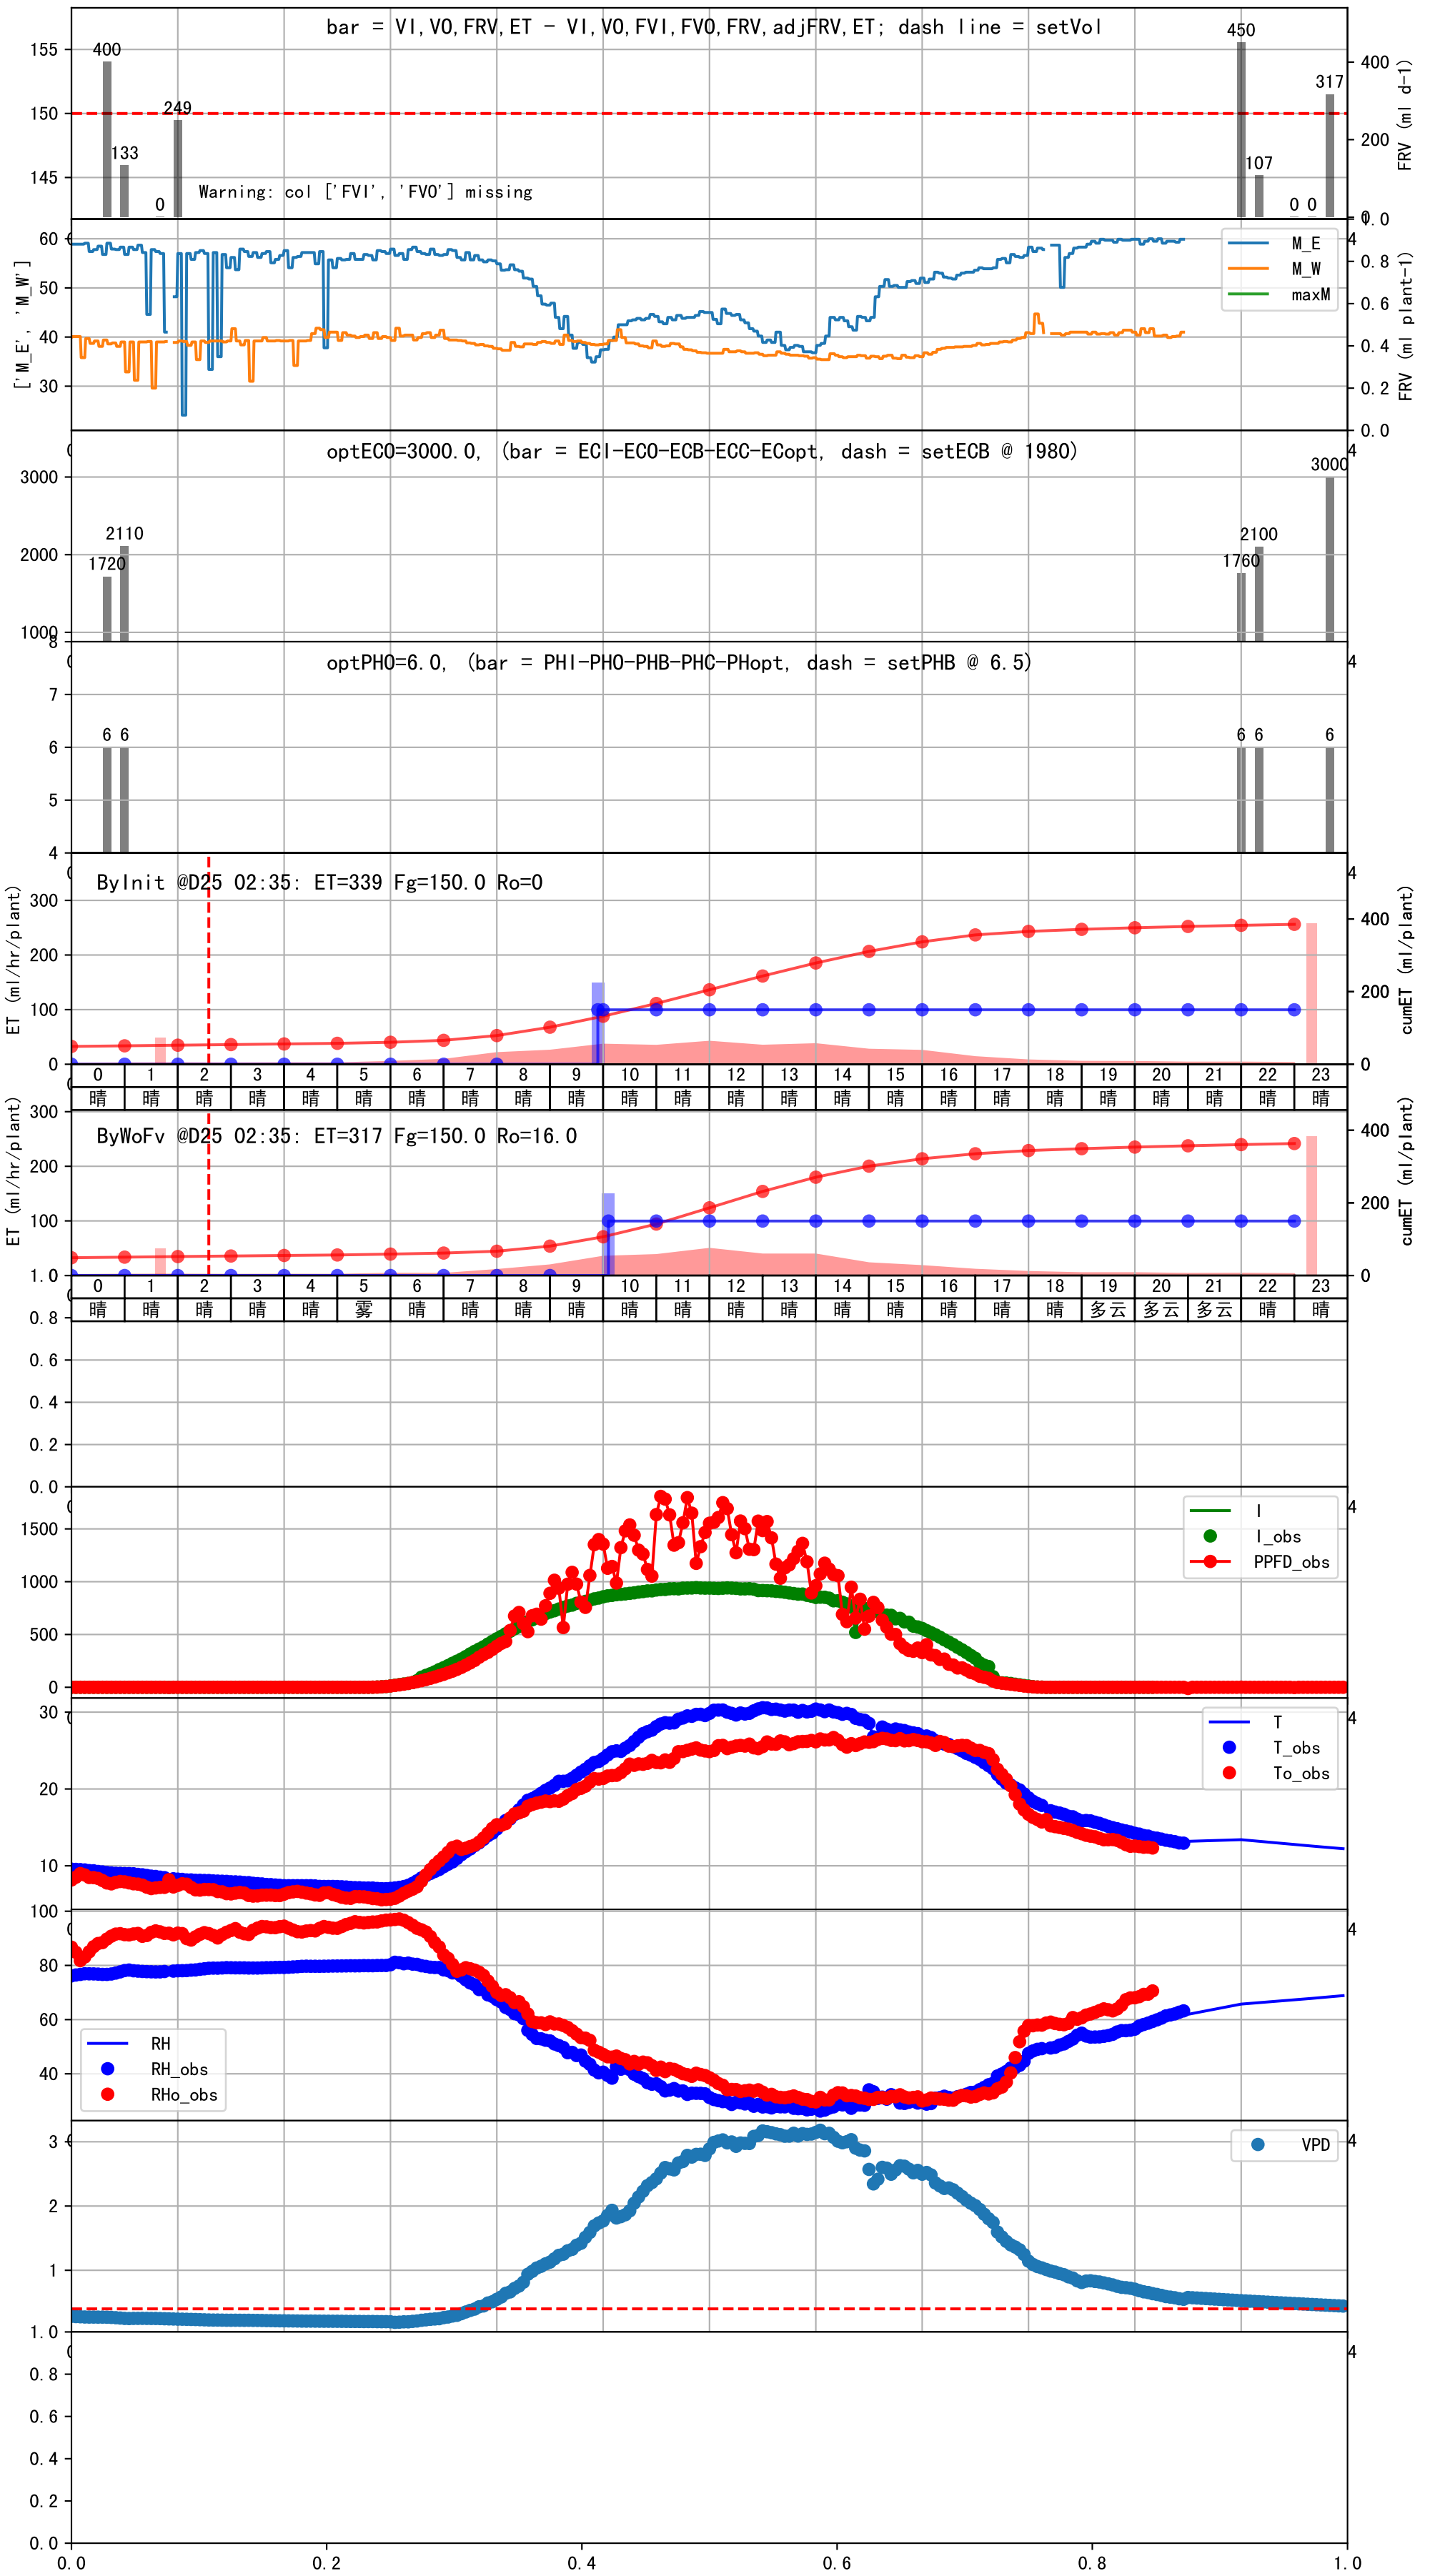 bar = VI,VO,FRV,ET - VI,VO,FVI,FVO,FRV,adjFRV,ET; dash line = setVol
155
150
145
400
133
0
249
450
107
0 0
317
Warning: col ['FVI', 'FVO'] missing
400
200
0
FRV (ml d-1)
['M_E', 'M_W']
60
50
40
30
M_E
M_W
maxM
0.8
0.6
0.4
0.2
0.0
FRV (ml plant-1)
optECO=3000.0, (bar = ECI-ECO-ECB-ECC-ECopt, dash = setECB @ 1980)
3000
2000
1000
1720
2110
1760
2100
3000
optPHO=6.0, (bar = PHI-PHO-PHB-PHC-PHopt, dash = setPHB @ 6.5)
8
7
6
5
4
6 6
6 6
6
ByInit @D25 02:35: ET=339 Fg=150.0 Ro=0
ET (ml/hr/plant)
300
200
100
0
400
200
0
cumET (ml/plant)
0 1 2 3 4 5 6 7 8 9 10 11 12 13 14 15 16 17 18 19 20 21 22 23
晴 晴 晴 晴 晴 晴 晴 晴 晴 晴 晴 晴 晴 晴 晴 晴 晴 晴 晴 晴 晴 晴 晴 晴
ByWoFv @D25 02:35: ET=317 Fg=150.0 Ro=16.0
ET (ml/hr/plant)
300
200
100
400
200
0
cumET (ml/plant)
0 1 2 3 4 5 6 7 8 9 10 11 12 13 14 15 16 17 18 19 20 21 22 23
晴 晴 晴 晴 晴 雾 晴 晴 晴 晴 晴 晴 晴 晴 晴 晴 晴 晴 晴 多云 多云 多云 晴 晴
1.0
0.8
0.6
0.4
0.2
0.0
1500
1000
500
0
I
I_obs
PPFD_obs
30
20
10
T
T_obs
To_obs
100
80
60
40
RH
RH_obs
RHo_obs
3
2
1
VPD
1.0
0.8
0.6
0.4
0.2
0.0
0.0 0.2 0.4 0.6 0.8 1.0